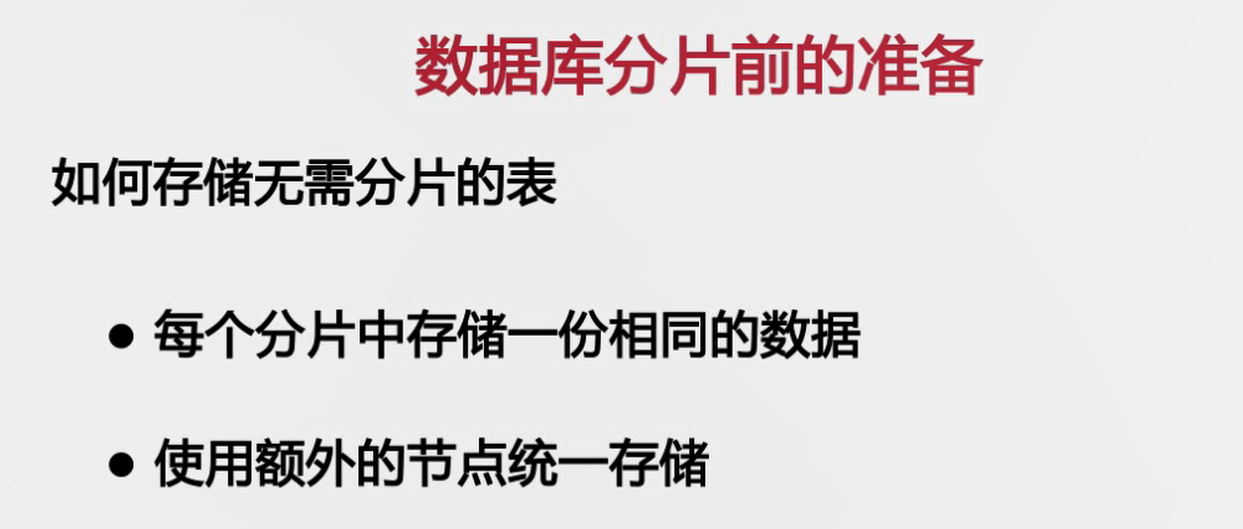 数据库分片前的准备
如何存储无需分片的表
● 每个分片中存储一份相同的数据
● 使用额外的节点统一存储